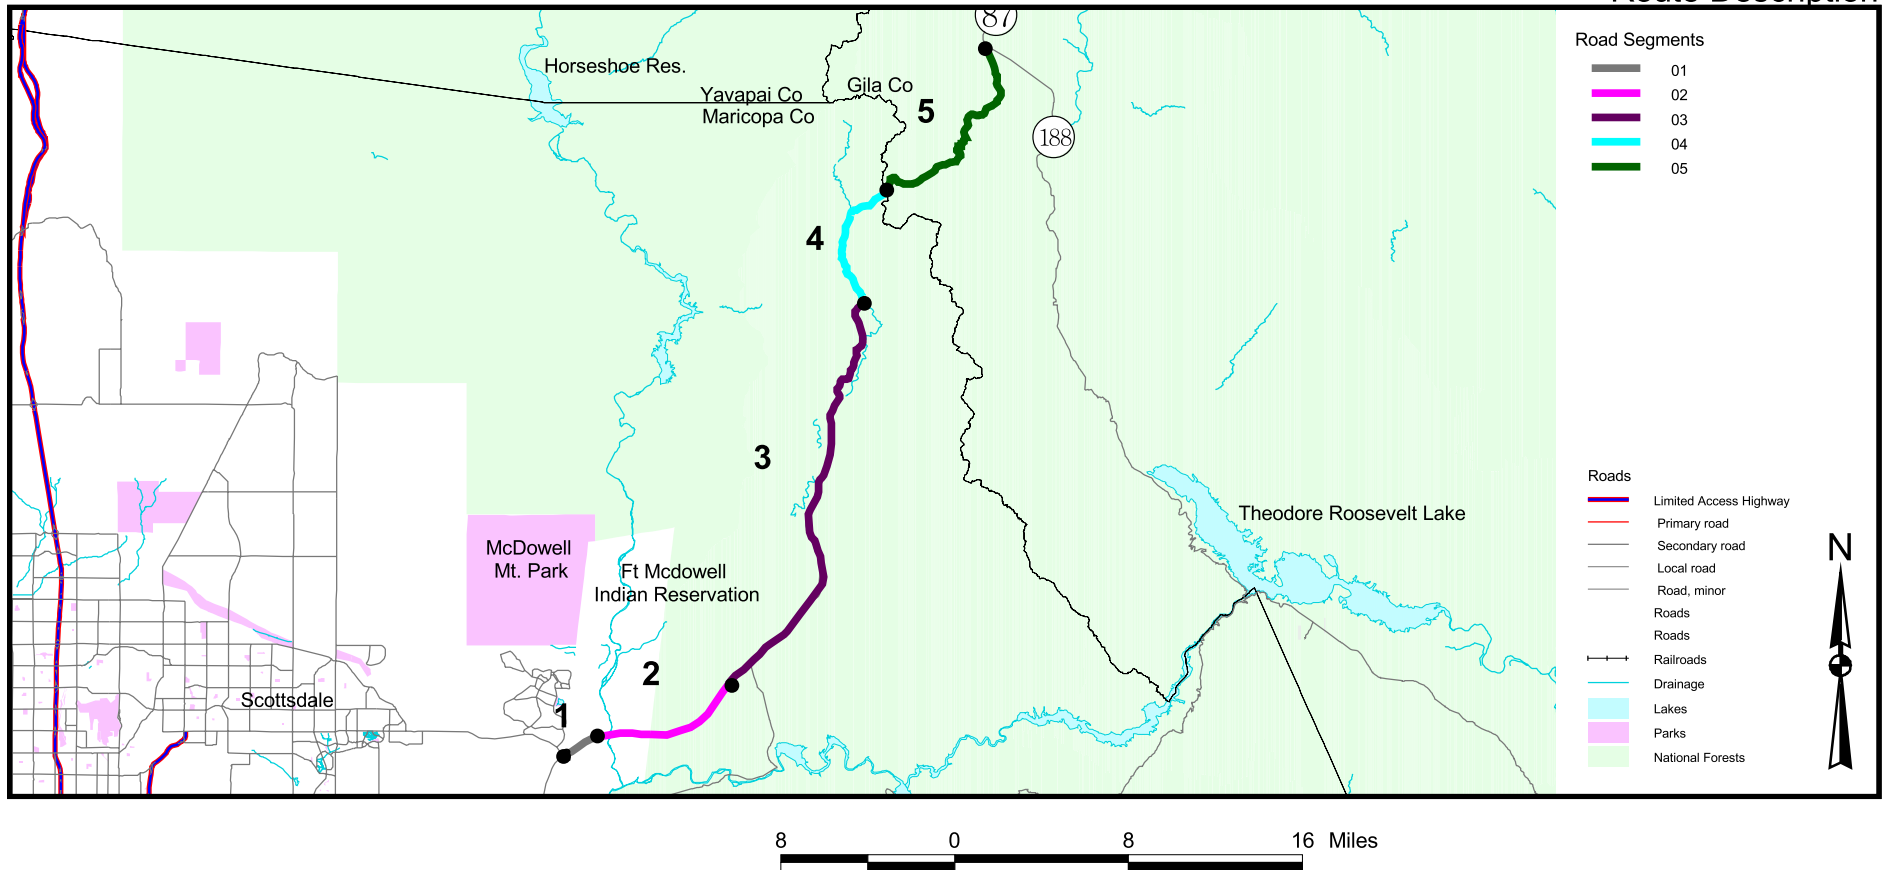 Route Description
87
Horseshoe Res.
Gila Co
Yavapai Co
Maricopa Co
5
188
4
3
Theodore Roosevelt Lake
McDowell
Mt. Park
Ft Mcdowell
Indian Reservation
2
Scottsdale
1
Road Segments
01
02
03
04
05
Roads
Limited Access Highway
Primary road
Secondary road
Local road
Road, minor
Roads
Roads
Railroads
Drainage
Lakes
Parks
National Forests
N
8 0 8 16 Miles